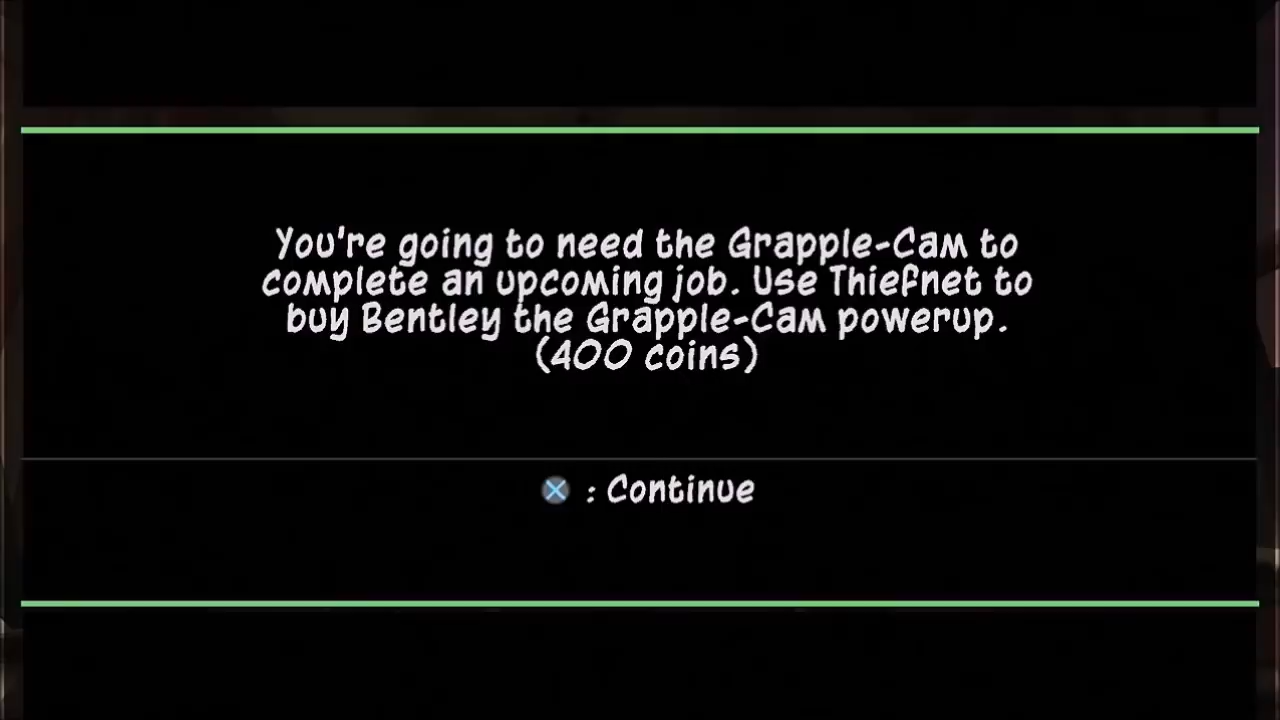 You're going to need the Grapple-Cam to
complete an upcoming job. Use Thiefnet to
buy Bentley the Grapple-Cam powerup.
(400 coins)
: Continue